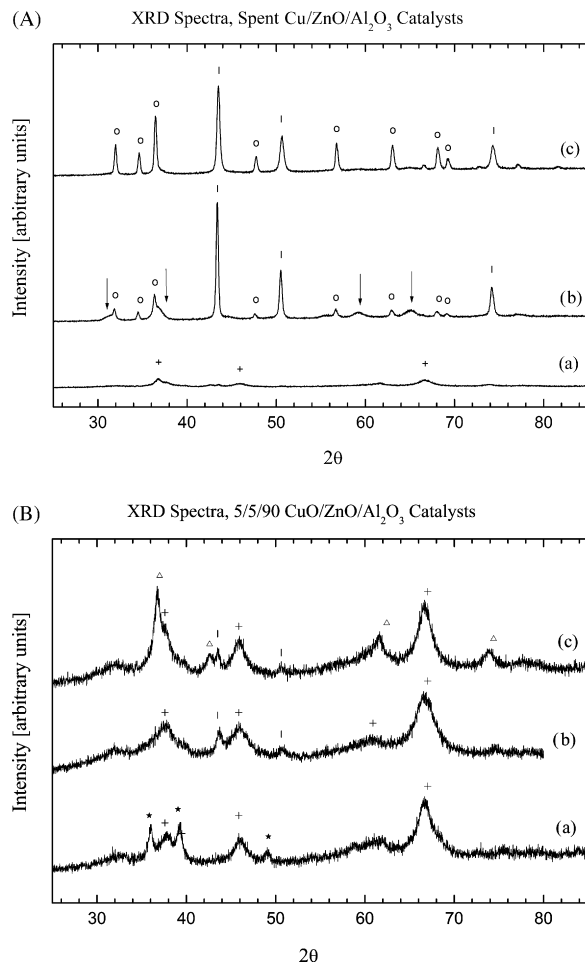 (A)
XRD Spectra, Spent Cu/ZnO/Al₂O₃ Catalysts
Intensity [arbitrary units]
I
o o o o o o o o I I
(c)
I
o o o o o o o I I
(b)
+ + +
(a)
30 40 50 60 70 80
2θ
(B)
XRD Spectra, 5/5/90 CuO/ZnO/Al₂O₃ Catalysts
Intensity [arbitrary units]
△ + △ I + I △ + △
(c)
+ I + I + +
(b)
★ + ★ + + ★ +
(a)
30 40 50 60 70 80
2θ